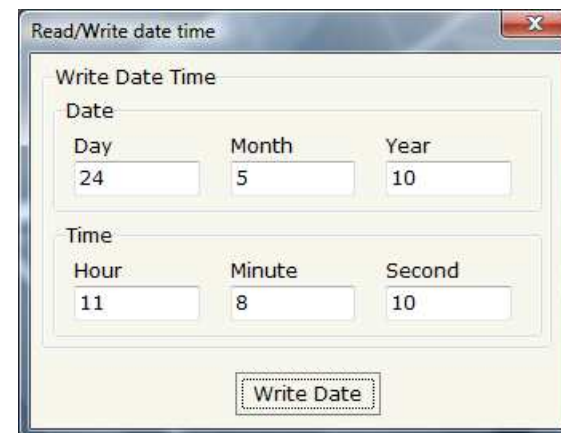 Read/Write date time
Write Date Time
Date
Day Month Year
24 5 10
Time
Hour Minute Second
11 8 10
Write Date